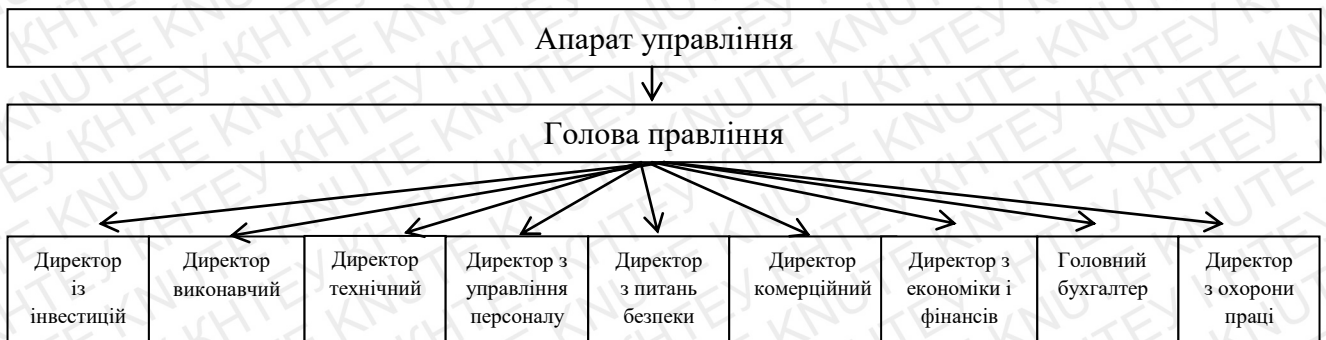 Апарат управління
Голова правління
Директор
із
інвестицій
Директор
виконавчий
Директор
технічний
Директор з
управління
персоналу
Директор
з питань
безпеки
Директор
комерційний
Директор з
економіки і
фінансів
Головний
бухгалтер
Директор
з охорони
праці